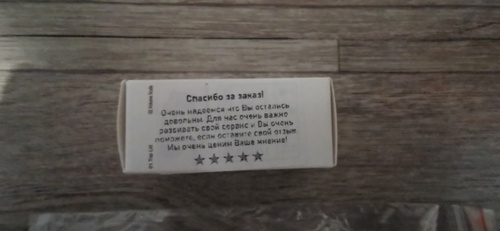 Спасибо за заказ!
Очень надеемся что Вы остались
довольны. Для нас очень важно
развивать свой сервис и Вы очень
поможете, если оставите свой отзыв.
Мы очень ценим Ваше мнение!